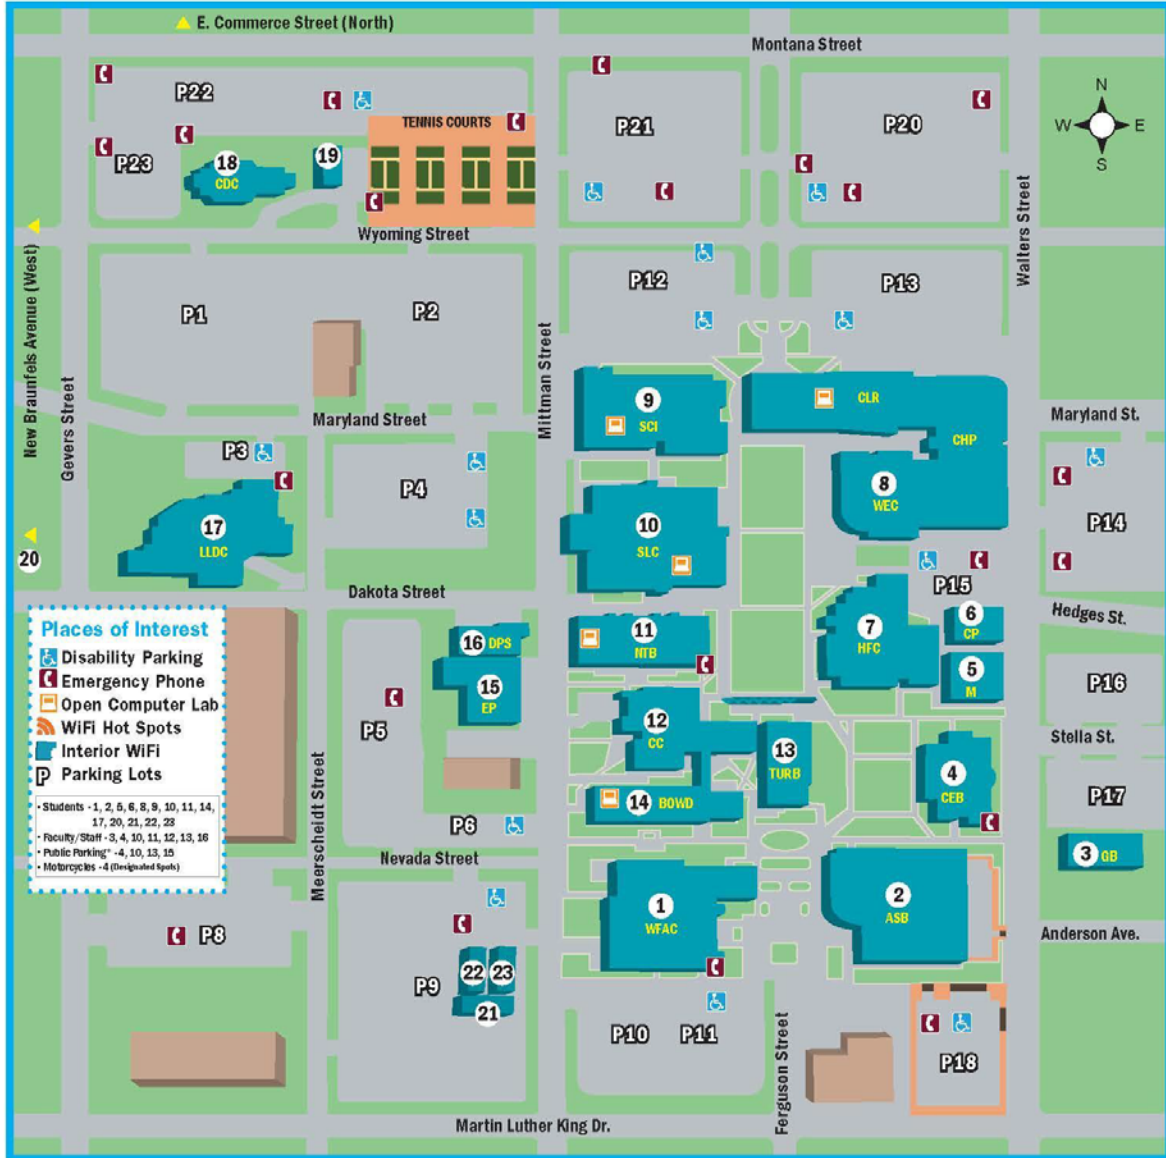 E. Commerce Street (North)
Montana Street
P22
P21
P20
TENNIS COURTS
N
W
E
S
P23
18
CDC
19
Wyoming Street
New Braunfels Avenue (West)
Gevers Street
Walters Street
P12
P13
P1
P2
Mittman Street
9
SCI
CLR
CHP
Maryland Street
Maryland St.
P3
P4
8
WEC
P14
17
LLDC
10
SLC
20
P15
Dakota Street
Hedges St.
6
CP
16 DPS
11
NTB
7
HFC
5
M
15
EP
P16
P5
12
CC
13
TURB
Stella St.
4
CEB
P17
14 BOWD
P6
Nevada Street
3 GB
Places of Interest
Disability Parking
Emergency Phone
Open Computer Lab
WiFi Hot Spots
Interior WiFi
P Parking Lots
• Students - 1, 2, 5, 6, 8, 9, 10, 11, 14,
17, 20, 21, 22, 23
• Faculty/Staff - 3, 4, 10, 11, 12, 13, 16
• Public Parking* - 4, 10, 13, 15
• Motorcycles - 4 (Designated Spots)
Meerscheidt Street
1
WFAC
2
ASB
P8
Anderson Ave.
P9
22
23
21
P10
P11
Ferguson Street
P18
Martin Luther King Dr.